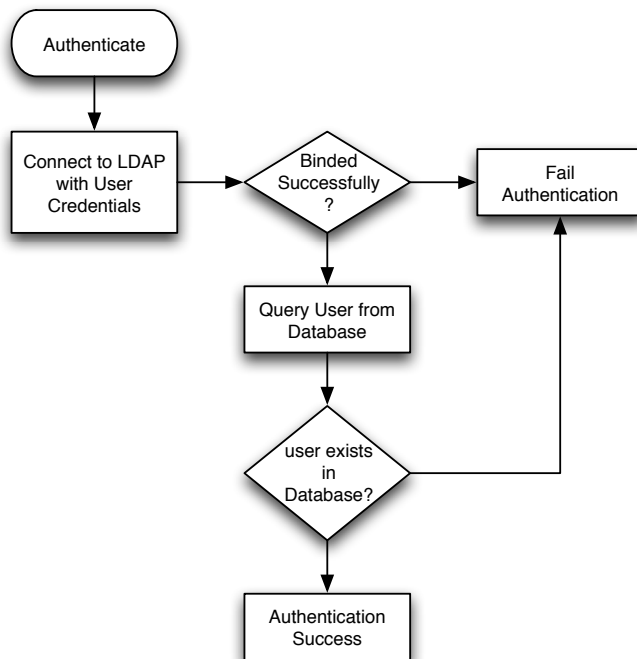 Authenticate
Connect to LDAP
with User
Credentials
Binded
Successfully
?
Fail
Authentication
Query User from
Database
user exists
in
Database?
Authentication
Success